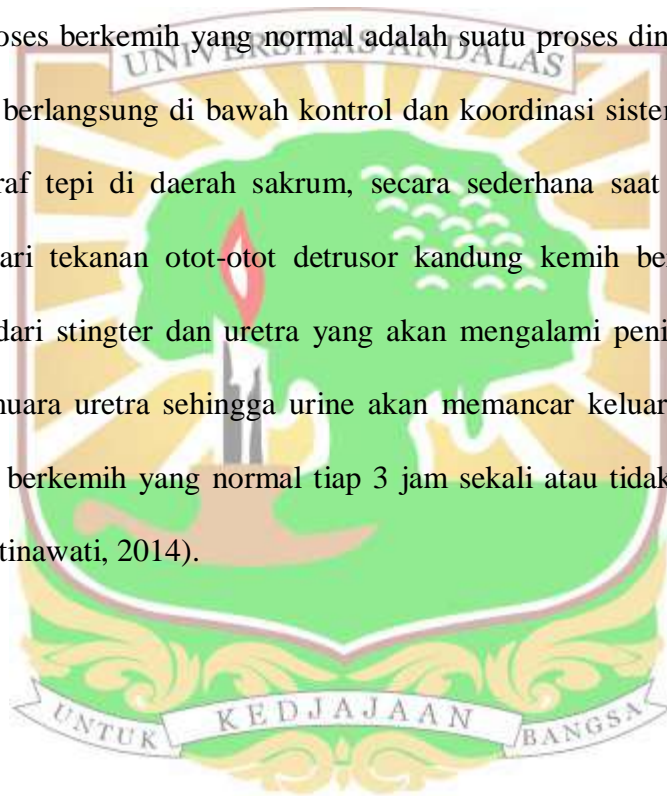 UNIVERSITAS ANDALAS
oses berkemih yang normal adalah suatu proses din
berlangsung di bawah kontrol dan koordinasi sister
raf tepi di daerah sakrum, secara sederhana saat
ari tekanan otot-otot detrusor kandung kemih be
dari stingter dan uretra yang akan mengalami peni
nuara uretra sehingga urine akan memancar keluar
berkemih yang normal tiap 3 jam sekali atau tidak
tinawati, 2014).
UNTUK KEDJAJAAN BANGSA